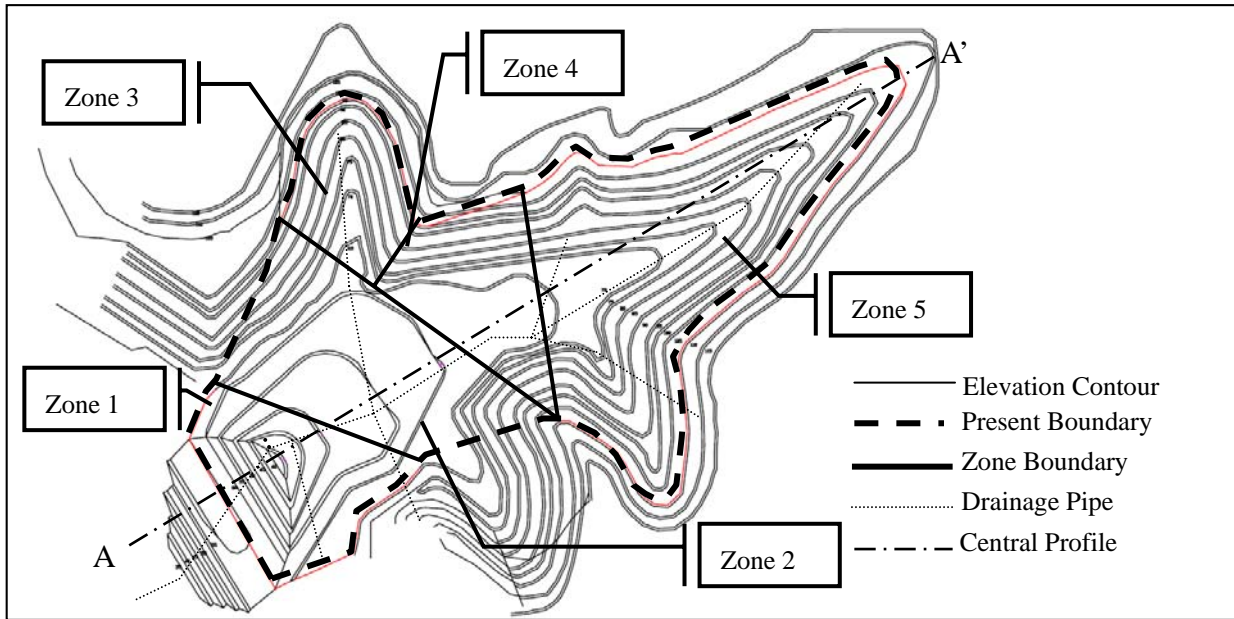 Zone 4
A'
Zone 3
Zone 5
Zone 1
Elevation Contour
Present Boundary
Zone Boundary
Drainage Pipe
Central Profile
A
Zone 2